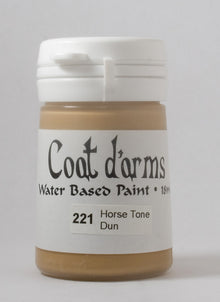 Coat d'arms
Water Based Paint •
221 Horse Tone
Dun